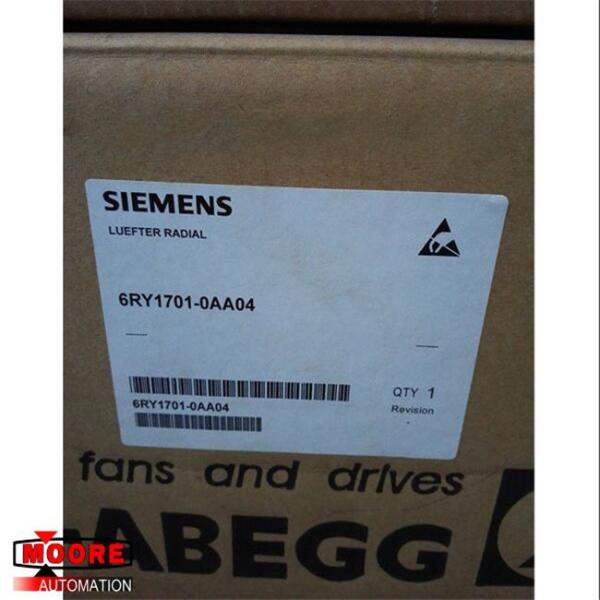 SIEMENS
LUEFTER RADIAL
6RY1701-0AA04
QTY 1
6RY1701-0AA04
Revision
fans and drives
ABEGG
MOORE
AUTOMATION